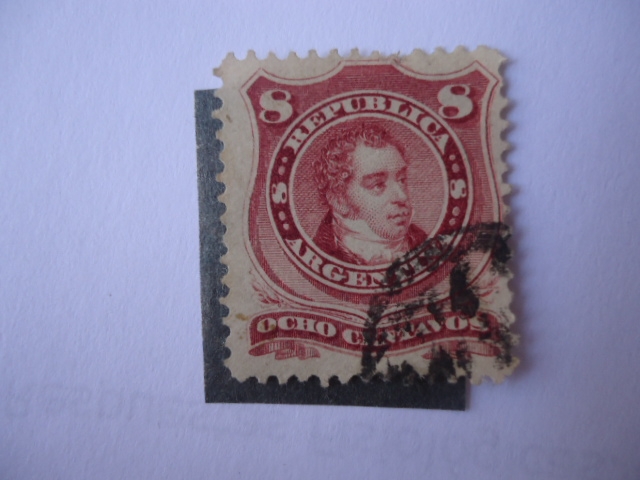 8 8
REPUBLICA
8 8
ARGENTINA
OCHO CENTAVOS